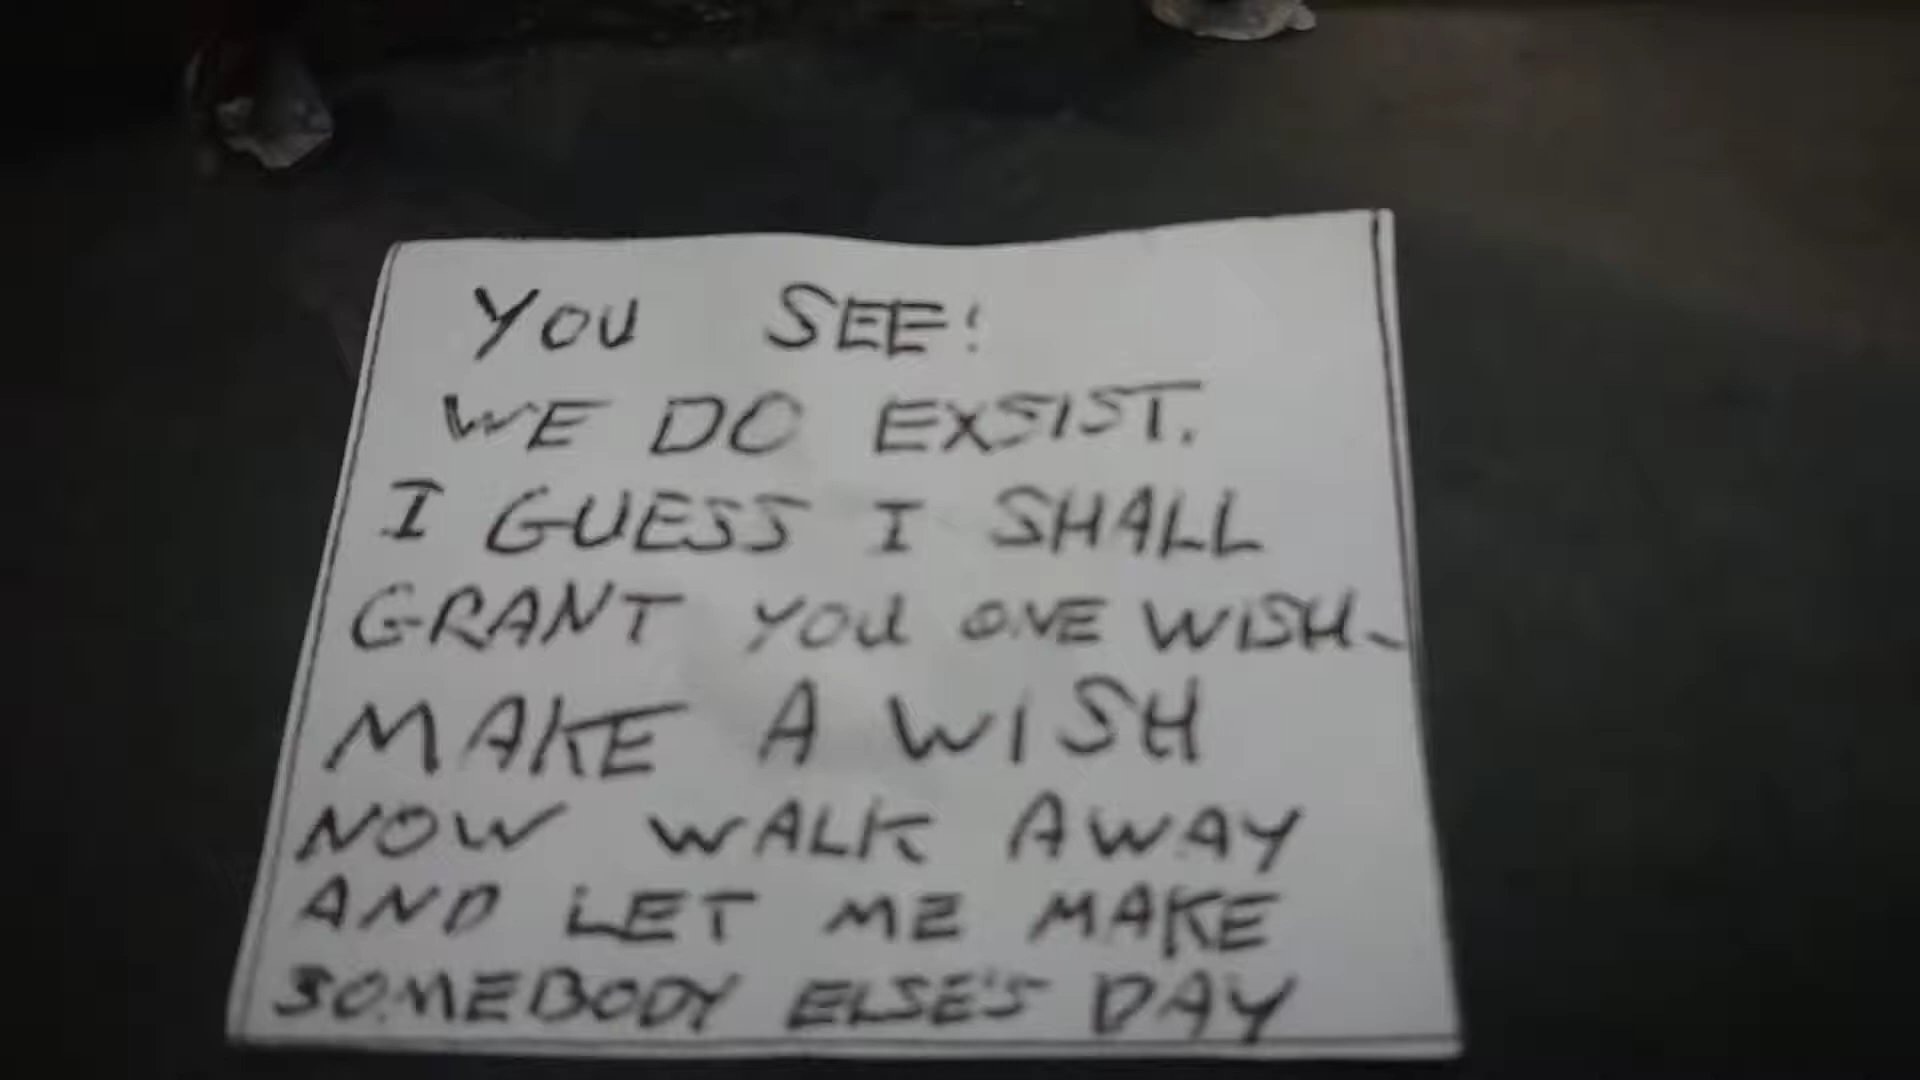 YOU SEE!
WE DO EXSIST.
I GUESS I SHALL
GRANT YOU ONE WISH-
MAKE A WISH
NOW WALK AWAY
AND LET ME MAKE
SOMEBODY ELSE'S DAY